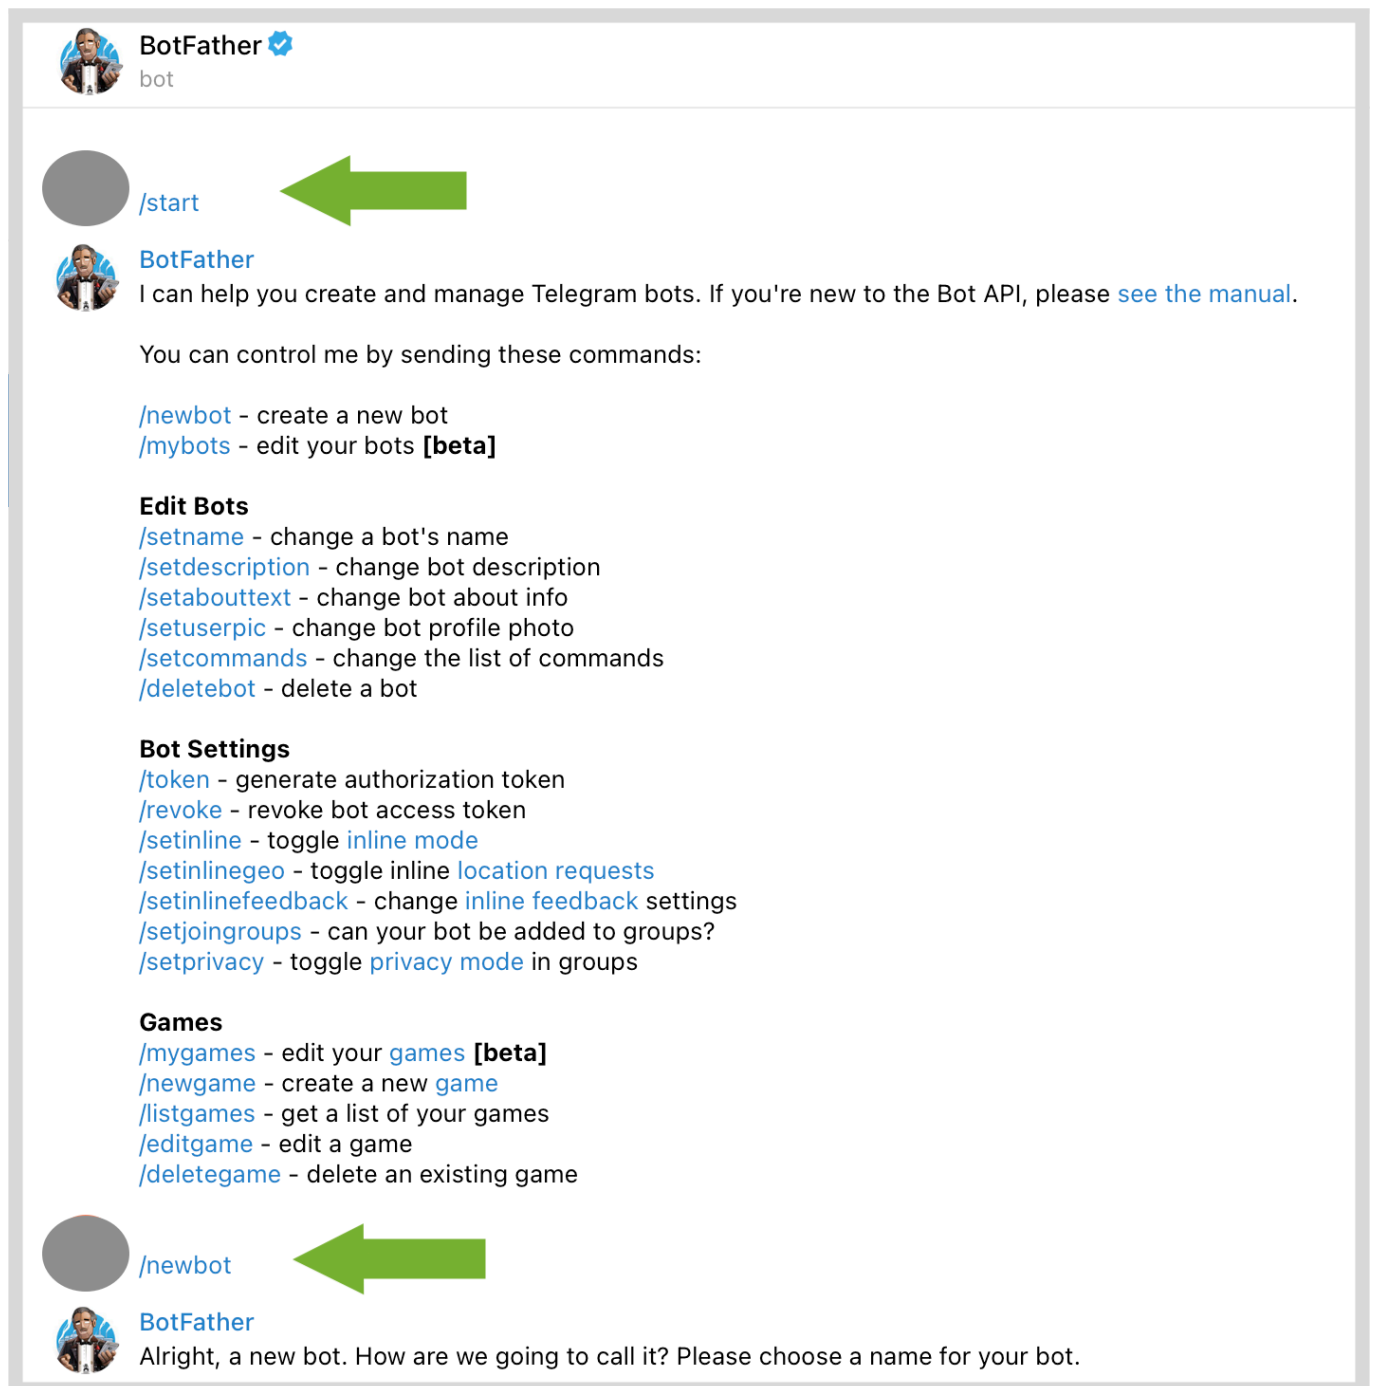 BotFather
bot
/start
BotFather
I can help you create and manage Telegram bots. If you're new to the Bot API, please see the manual.
You can control me by sending these commands:
/newbot - create a new bot
/mybots - edit your bots [beta]
Edit Bots
/setname - change a bot's name
/setdescription - change bot description
/setabouttext - change bot about info
/setuserpic - change bot profile photo
/setcommands - change the list of commands
/deletebot - delete a bot
Bot Settings
/token - generate authorization token
/revoke - revoke bot access token
/setinline - toggle inline mode
/setinlinegeo - toggle inline location requests
/setinlinefeedback - change inline feedback settings
/setjoingroups - can your bot be added to groups?
/setprivacy - toggle privacy mode in groups
Games
/mygames - edit your games [beta]
/newgame - create a new game
/listgames - get a list of your games
/editgame - edit a game
/deletegame - delete an existing game
/newbot
BotFather
Alright, a new bot. How are we going to call it? Please choose a name for your bot.